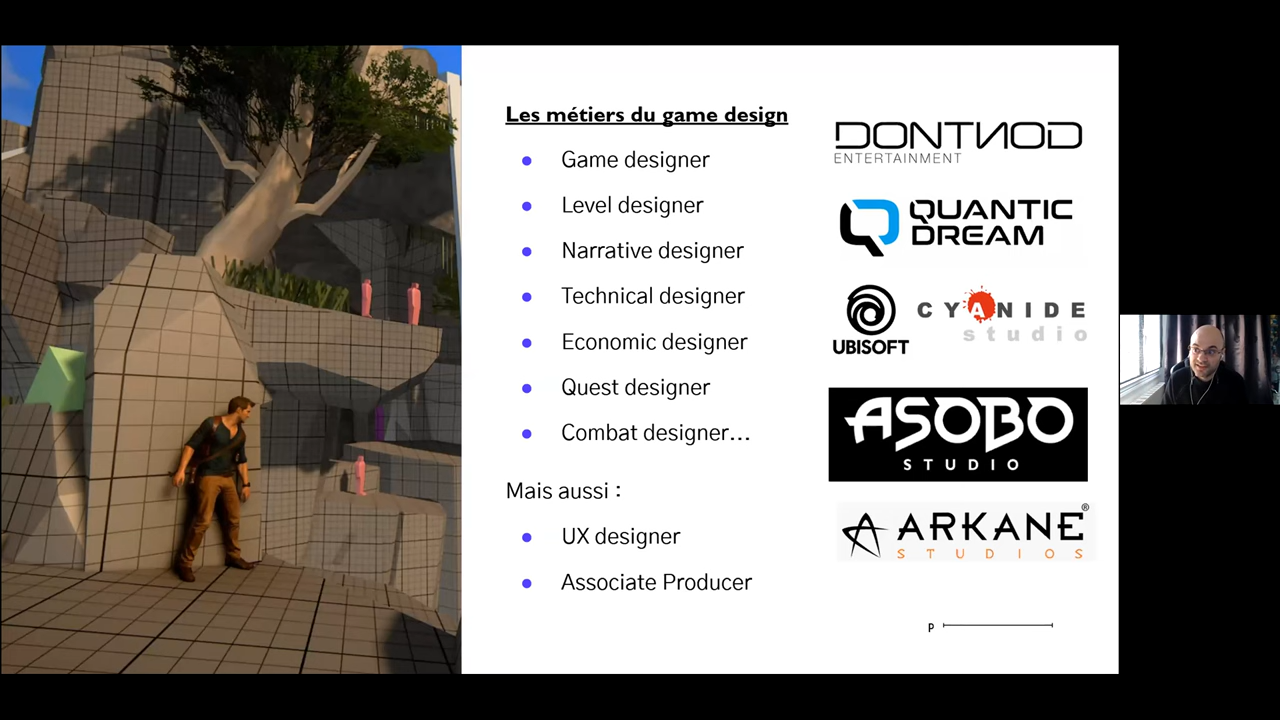 Les métiers du game design
Game designer
Level designer
Narrative designer
Technical designer
Economic designer
Quest designer
Combat designer...
Mais aussi :
UX designer
Associate Producer
DONTNOD
ENTERTAINMENT
QUANTIC
DREAM
UBISOFT
CYANIDE
studio
ASOBO
STUDIO
ARKANE®
STUDIOS
P